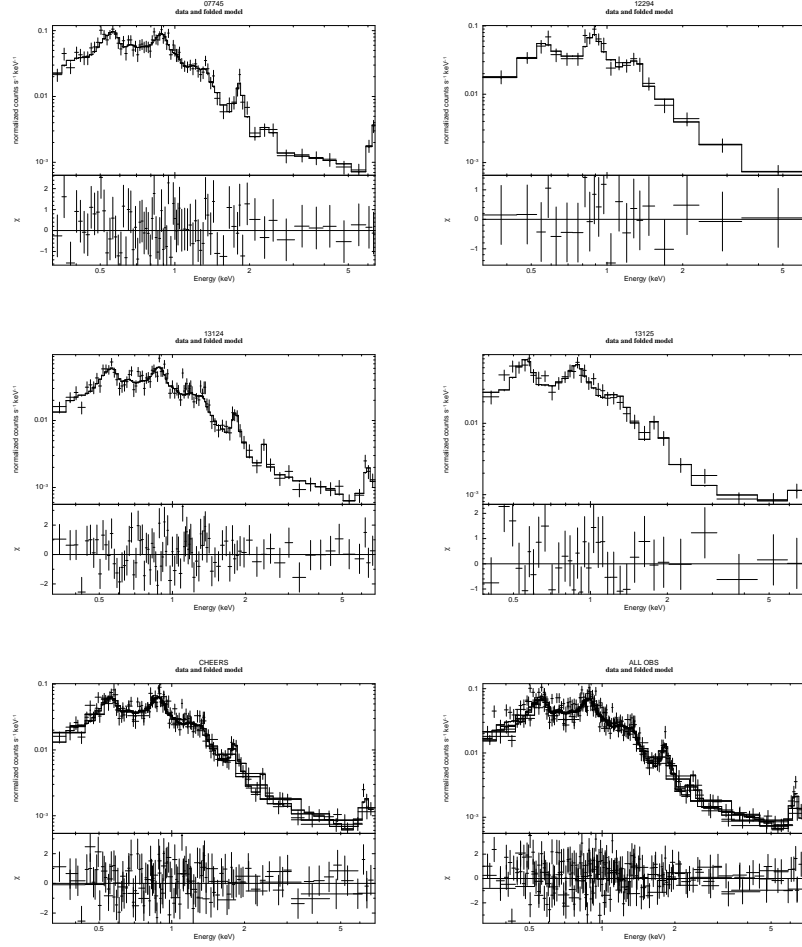 07745
data and folded model
normalized counts s⁻¹ keV⁻¹
0.1
0.01
10⁻³
χ
2
1
0
−1
0.5
1
2
5
Energy (keV)
12294
data and folded model
normalized counts s⁻¹ keV⁻¹
0.1
0.01
10⁻³
χ
1
0
−1
0.5
1
2
5
Energy (keV)
13124
data and folded model
normalized counts s⁻¹ keV⁻¹
0.01
10⁻³
χ
2
0
−2
0.5
1
2
5
Energy (keV)
13125
data and folded model
normalized counts s⁻¹ keV⁻¹
0.01
10⁻³
χ
2
1
0
−1
0.5
1
2
5
Energy (keV)
CHEERS
data and folded model
normalized counts s⁻¹ keV⁻¹
0.1
0.01
10⁻³
χ
2
0
−2
0.5
1
2
5
Energy (keV)
ALL OBS
data and folded model
normalized counts s⁻¹ keV⁻¹
0.1
0.01
10⁻³
χ
2
0
−2
0.5
1
2
5
Energy (keV)